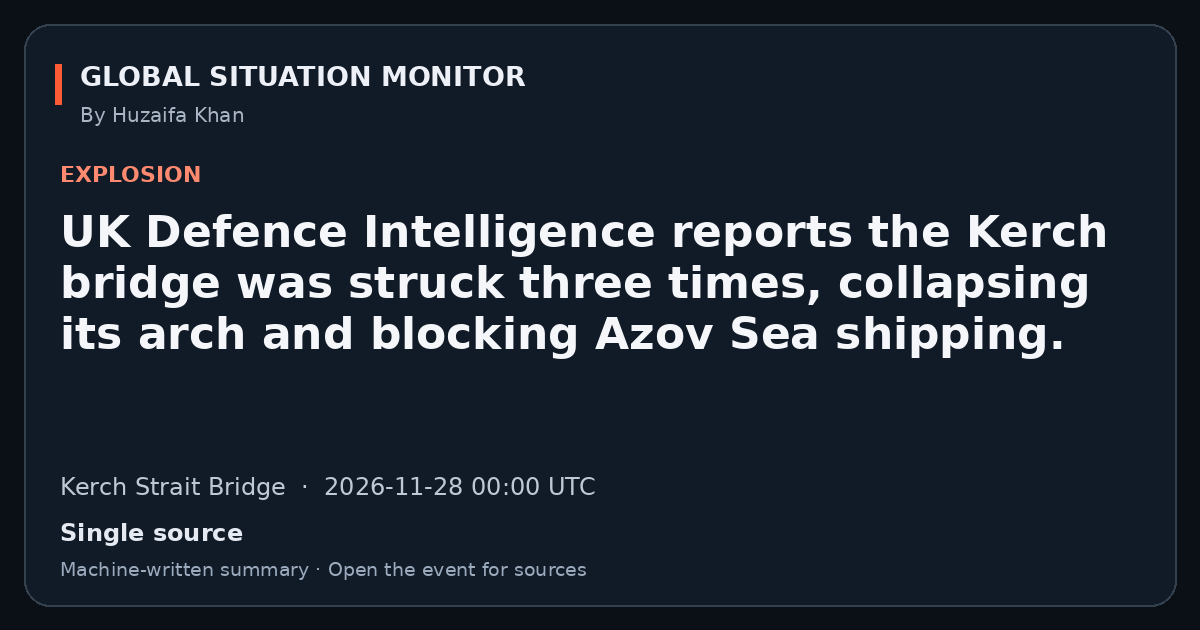 GLOBAL SITUATION MONITOR
By Huzaifa Khan
EXPLOSION
UK Defence Intelligence reports the Kerch
bridge was struck three times, collapsing
its arch and blocking Azov Sea shipping.
Kerch Strait Bridge · 2026-11-28 00:00 UTC
Single source
Machine-written summary · Open the event for sources